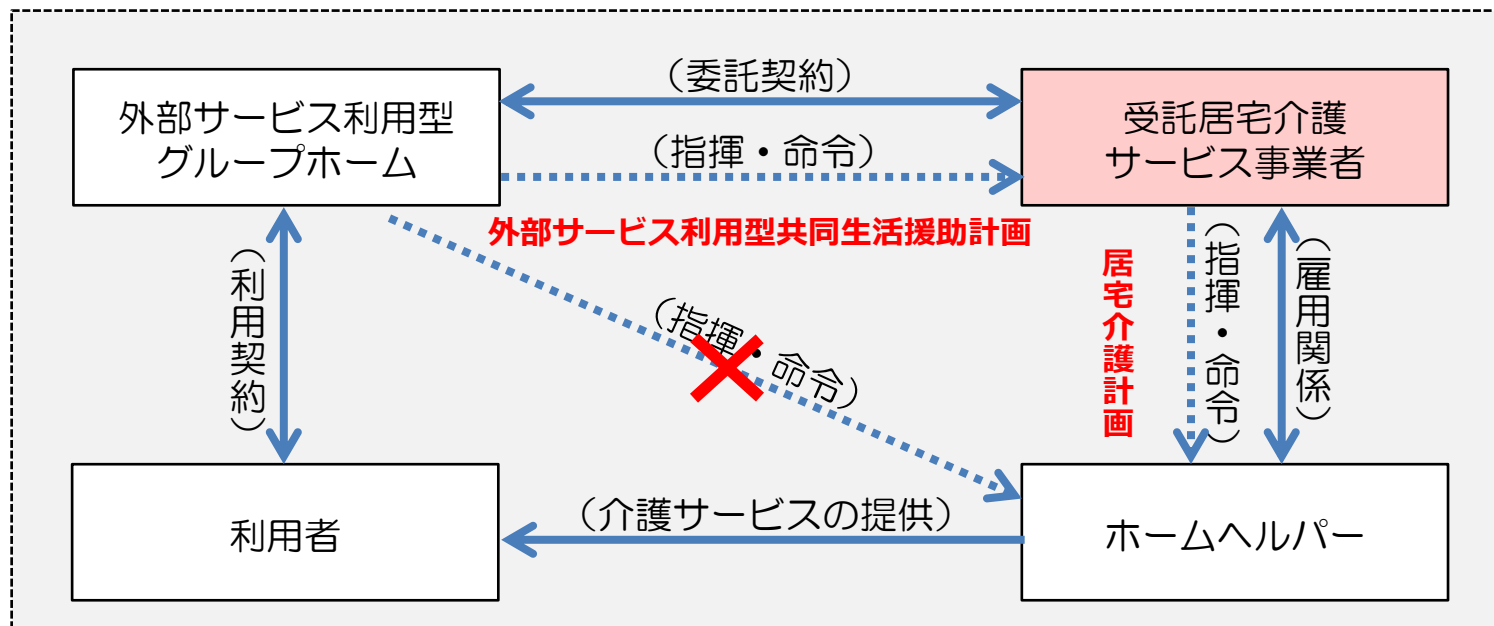 （委託契約）
外部サービス利用型
グループホーム
受託居宅介護
サービス事業者
（指揮・命令）
外部サービス利用型共同生活援助計画
（利用契約）
（指揮・命令）
居宅介護計画
（指揮・命令）
（雇用関係）
利用者
（介護サービスの提供）
ホームヘルパー